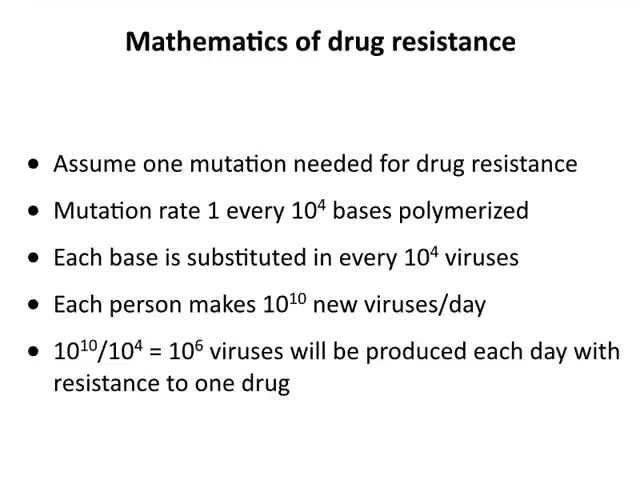 Mathematics of drug resistance
• Assume one mutation needed for drug resistance
• Mutation rate 1 every 10⁴ bases polymerized
• Each base is substituted in every 10⁴ viruses
• Each person makes 10¹⁰ new viruses/day
• 10¹⁰/10⁴ = 10⁶ viruses will be produced each day with
resistance to one drug